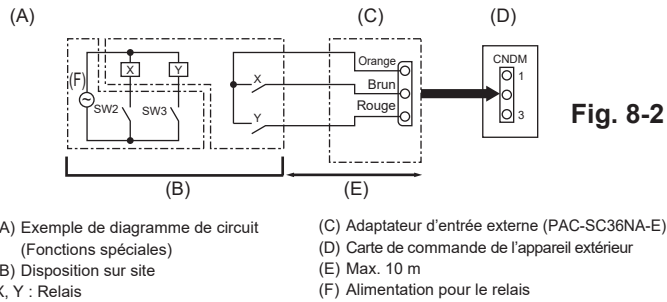 (A)
(C)
(D)
(F)
X
Y
SW2
SW3
X
Y
Orange
Brun
Rouge
CNDM
1
3
Fig. 8-2
(B)
(E)
A) Exemple de diagramme de circuit
(Fonctions spéciales)
B) Disposition sur site
X, Y : Relais
(C) Adaptateur d'entrée externe (PAC-SC36NA-E)
(D) Carte de commande de l'appareil extérieur
(E) Max. 10 m
(F) Alimentation pour le relais